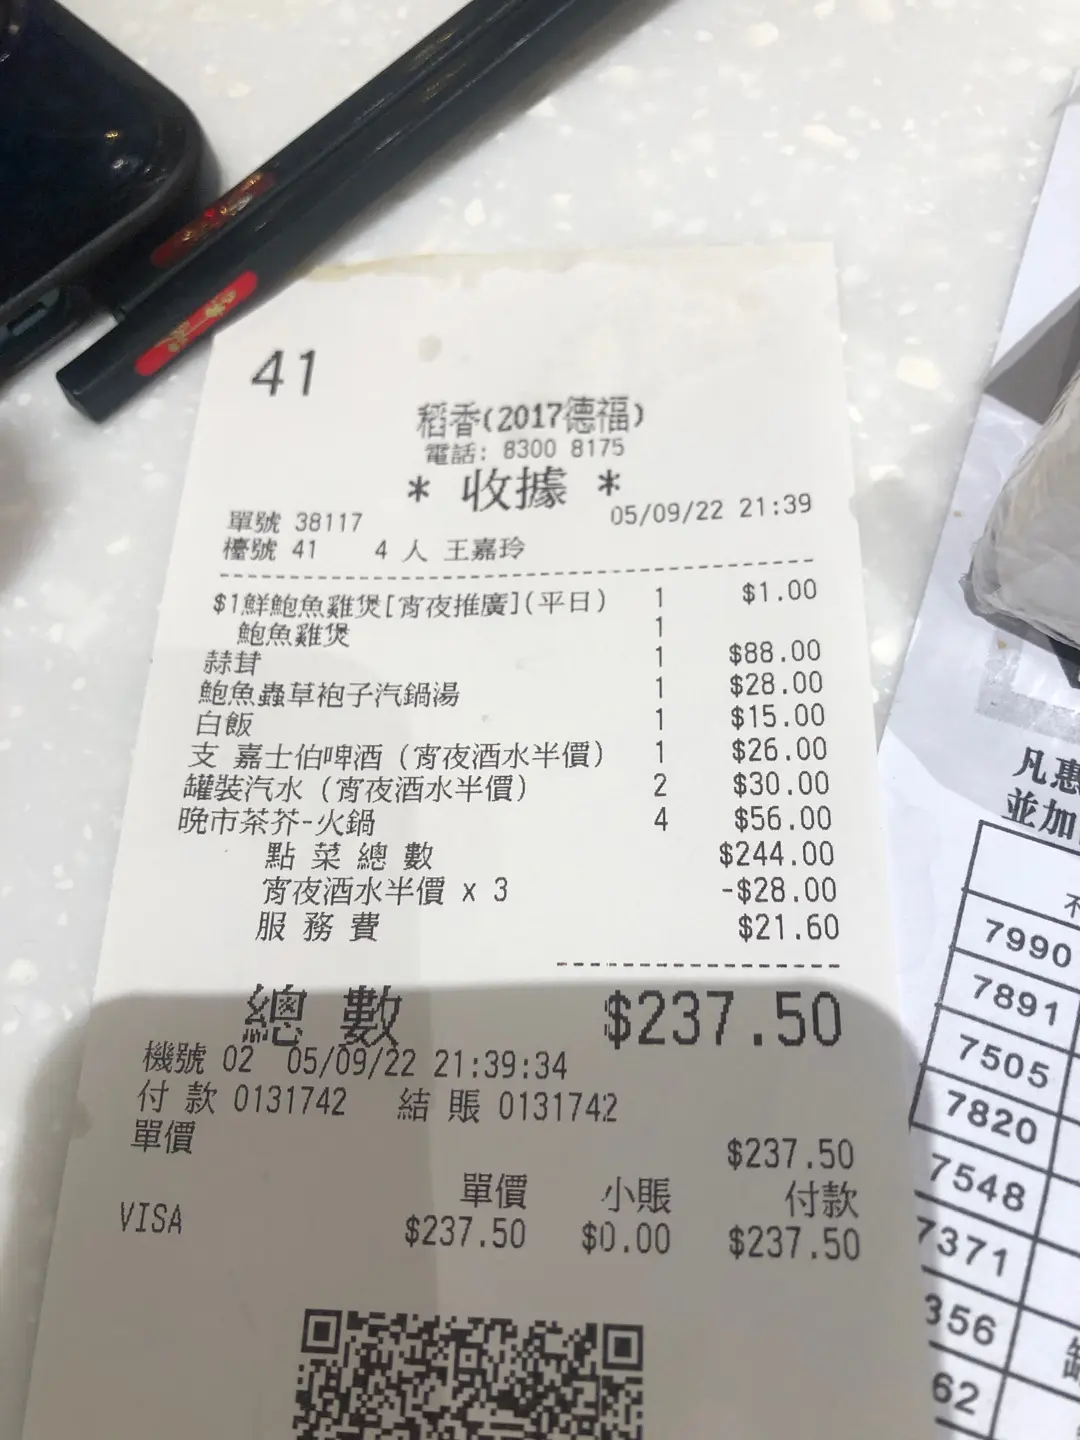 41
稻香(2017德福)
電話: 8300 8175
* 收據 *
單號 38117 05/09/22 21:39
檯號 41 4 人 王嘉玲
$1鮮鮑魚雞煲[宵夜推廣](平日) 1 $1.00
鮑魚雞煲 1
蒜茸 1 $88.00
鮑魚蟲草袍子汽鍋湯 1 $28.00
白飯 1 $15.00
支 嘉士伯啤酒 (宵夜酒水半價) 1 $26.00
罐裝汽水 (宵夜酒水半價) 2 $30.00
晚市茶芥-火鍋 4 $56.00
點 菜 總 數 $244.00
宵夜酒水半價 x 3 -$28.00
服 務 費 $21.60
總 數 $237.50
機號 02 05/09/22 21:39:34
付 款 0131742 結 賬 0131742
單價 $237.50
單價 小賬 付款
VISA $237.50 $0.00 $237.50
凡惠
並加
不
7990
7891
7505
7820
7548
7371
356
62